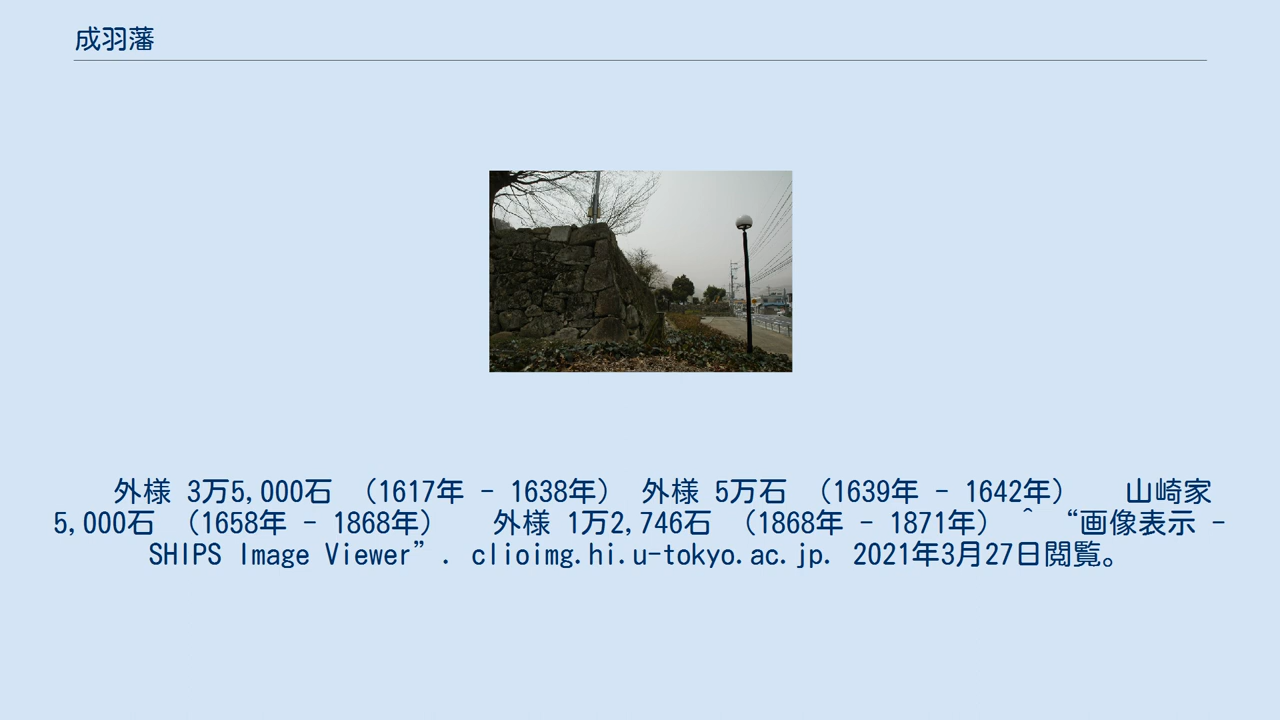 成羽藩
外様 3万5,000石 （1617年 - 1638年） 外様 5万石 （1639年 - 1642年） 山崎家
5,000石 （1658年 - 1868年） 外様 1万2,746石 （1868年 - 1871年） ^ “画像表示 -
SHIPS Image Viewer”. clioimg.hi.u-tokyo.ac.jp. 2021年3月27日閲覧。